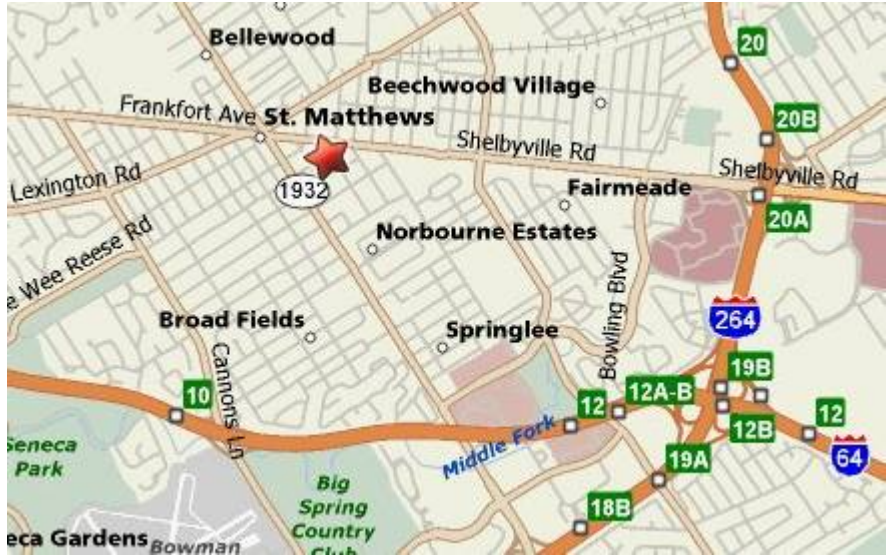 Bellewood
20
Beechwood Village
Frankfort Ave
St. Matthews
20B
Shelbyville Rd
Shelbyville Rd
Lexington Rd
1932
Fairmeade
20A
e Wee Reese Rd
Norbourne Estates
Bowling Blvd
264
Broad Fields
Springlee
Cannons Ln
19B
10
12A-B
12
12B
12
Middle Fork
Seneca
Park
19A
64
Big
Spring
Country
Club
18B
eca Gardens
Bowman